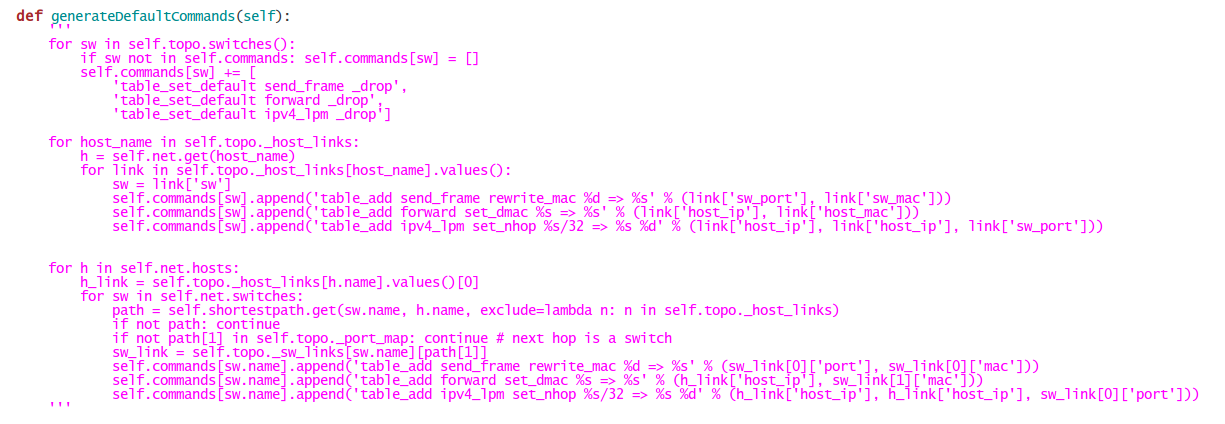 def generateDefaultCommands(self):
    '''
    for sw in self.topo.switches():
        if sw not in self.commands: self.commands[sw] = []
        self.commands[sw] += [
            'table_set_default send_frame _drop',
            'table_set_default forward _drop',
            'table_set_default ipv4_lpm _drop']

    for host_name in self.topo._host_links:
        h = self.net.get(host_name)
        for link in self.topo._host_links[host_name].values():
            sw = link['sw']
            self.commands[sw].append('table_add send_frame rewrite_mac %d => %s' % (link['sw_port'], link['sw_mac']))
            self.commands[sw].append('table_add forward set_dmac %s => %s' % (link['host_ip'], link['host_mac']))
            self.commands[sw].append('table_add ipv4_lpm set_nhop %s/32 => %s %d' % (link['host_ip'], link['host_ip'], link['sw_port']))


    for h in self.net.hosts:
        h_link = self.topo._host_links[h.name].values()[0]
        for sw in self.net.switches:
            path = self.shortestpath.get(sw.name, h.name, exclude=lambda n: n in self.topo._host_links)
            if not path: continue
            if not path[1] in self.topo._port_map: continue # next hop is a switch
            sw_link = self.topo._sw_links[sw.name][path[1]]
            self.commands[sw.name].append('table_add send_frame rewrite_mac %d => %s' % (sw_link[0]['port'], sw_link[0]['mac']))
            self.commands[sw.name].append('table_add forward set_dmac %s => %s' % (h_link['host_ip'], sw_link[1]['mac']))
            self.commands[sw.name].append('table_add ipv4_lpm set_nhop %s/32 => %s %d' % (h_link['host_ip'], h_link['host_ip'], sw_link[0]['port']))
    '''